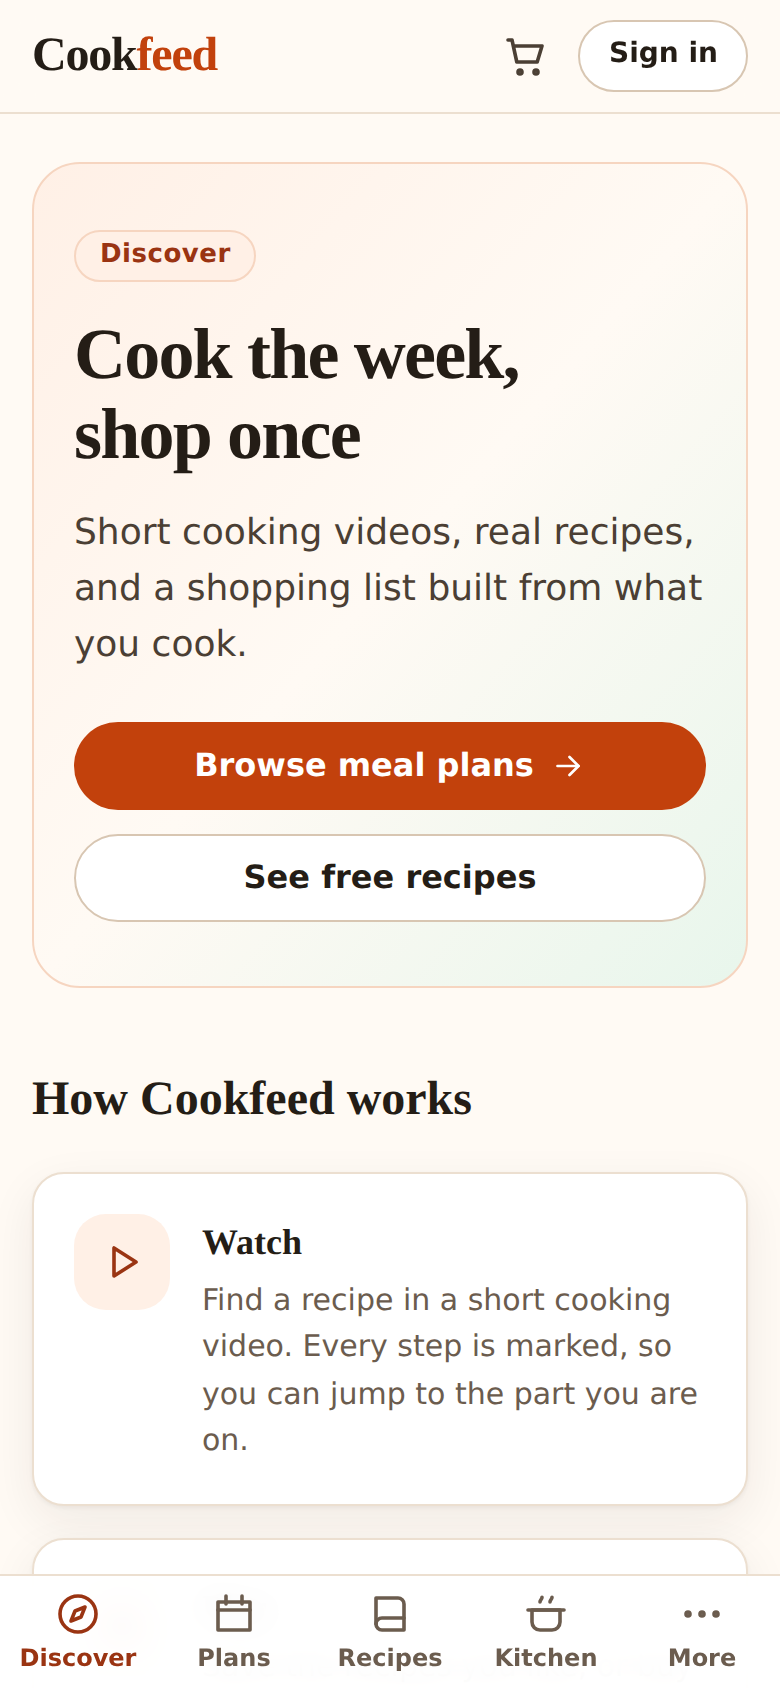 Cookfeed
Sign in
Discover
Cook the week,
shop once
Short cooking videos, real recipes,
and a shopping list built from what
you cook.
Browse meal plans →
See free recipes
How Cookfeed works
Watch
Find a recipe in a short cooking
video. Every step is marked, so
you can jump to the part you are
on.
Discover
Plans
Recipes
Kitchen
More